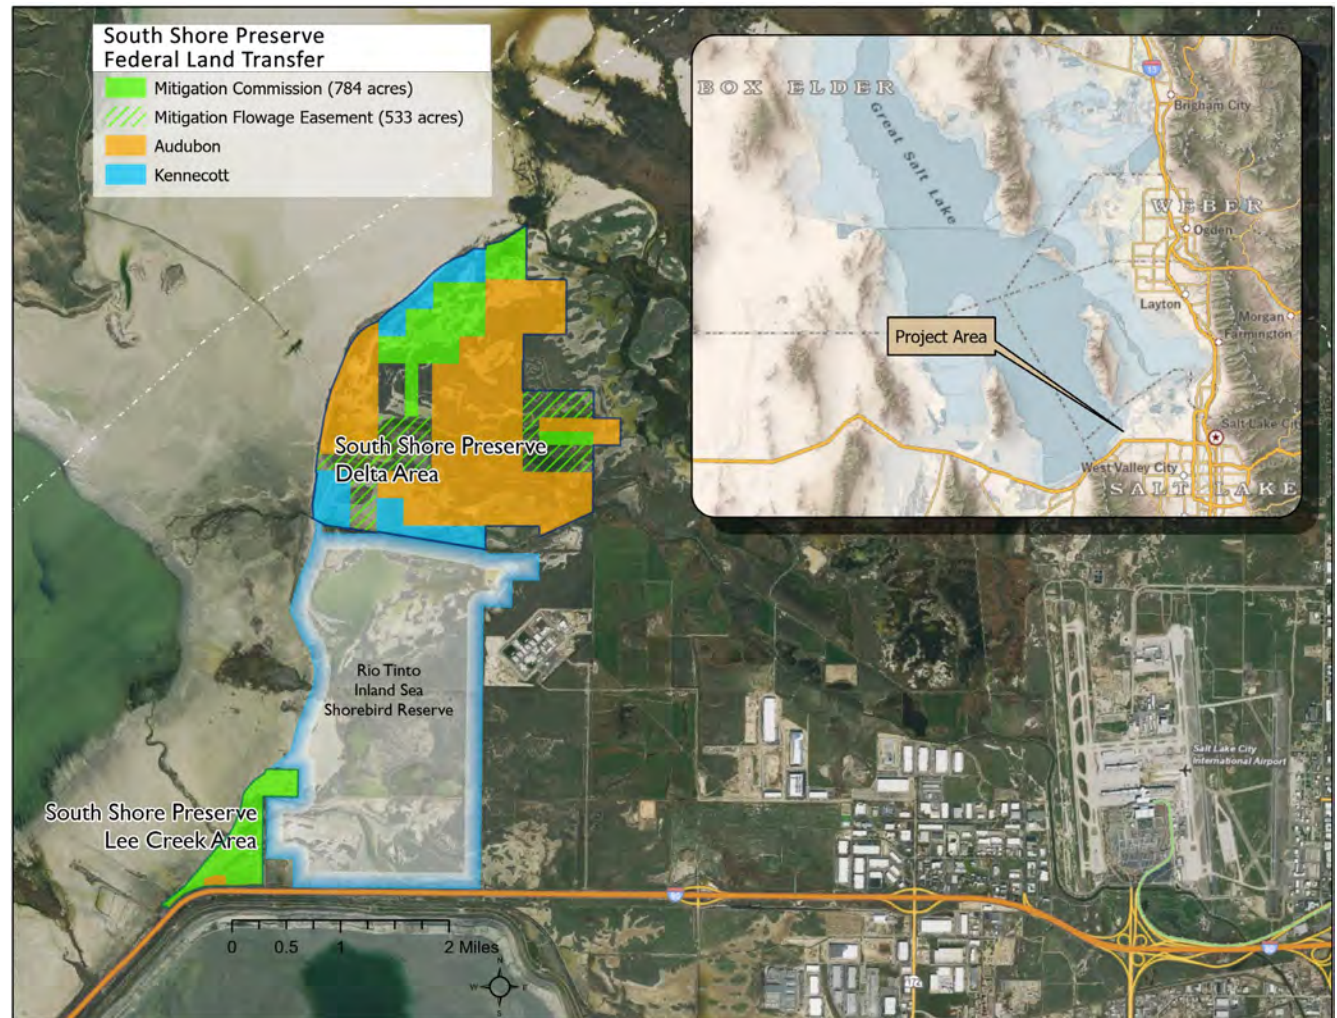 South Shore Preserve
Federal Land Transfer
Mitigation Commission (784 acres)
Mitigation Flowage Easement (533 acres)
Audubon
Kennecott
BOX ELDER
15
Brigham City
Great Salt Lake
WEBER
Ogden
Layton
Morgan
Farmington
Project Area
Salt Lake City
West Valley City
SALT LAKE
South Shore Preserve
Delta Area
Rio Tinto
Inland Sea
Shorebird Reserve
Salt Lake City
International Airport
South Shore Preserve
Lee Creek Area
80
0 0.5 1 2 Miles
N
W E
S
172